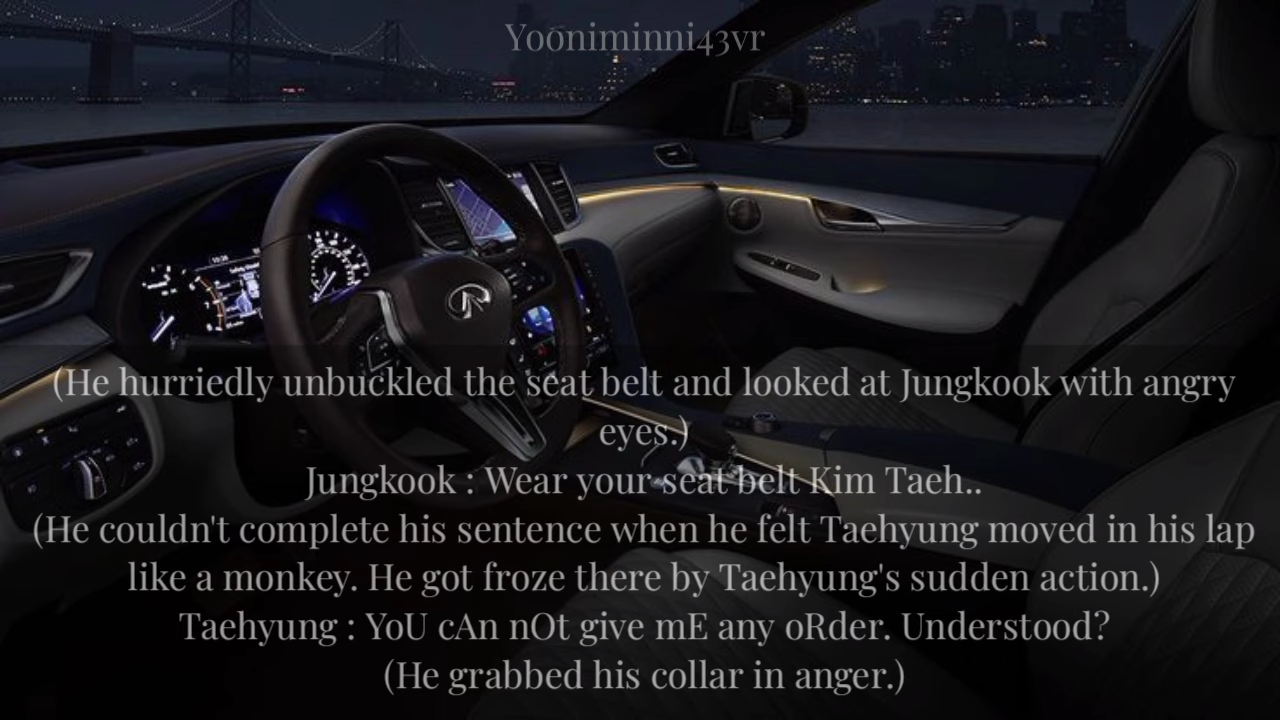 Yooniminni43vr
(He hurriedly unbuckled the seat belt and looked at Jungkook with angry
eyes.)
Jungkook : Wear your seat belt Kim Taeh..
(He couldn't complete his sentence when he felt Taehyung moved in his lap
like a monkey. He got froze there by Taehyung's sudden action.)
Taehyung : YoU cAn nOt give mE any oRder. Understood?
(He grabbed his collar in anger.)